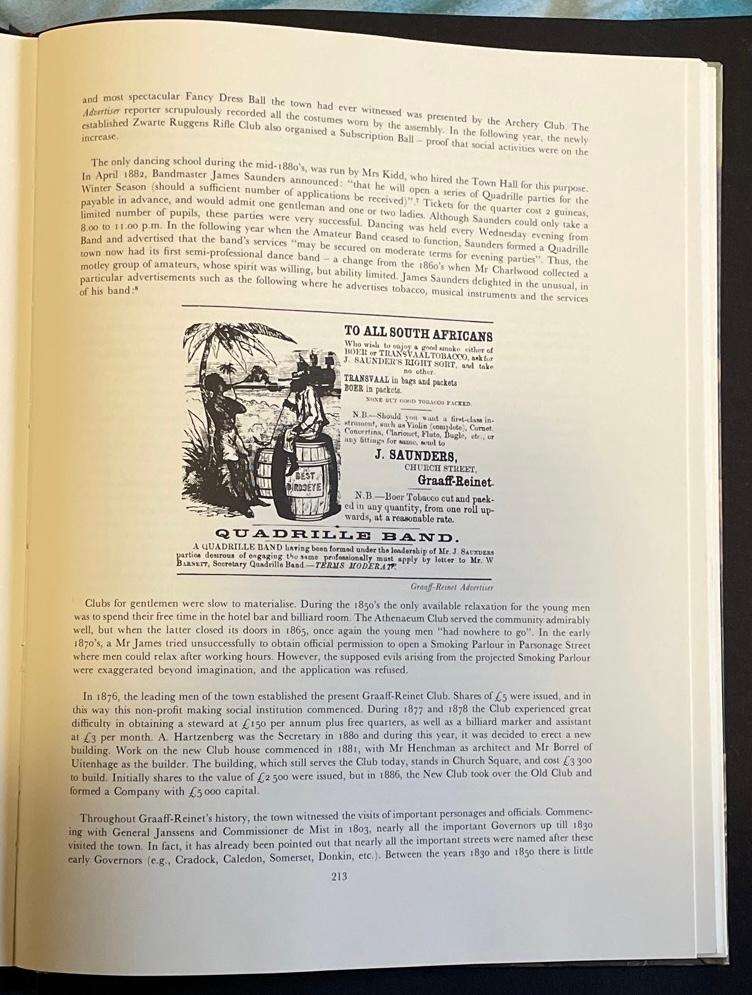 and most spectacular Fancy Dress Ball the town had ever witnessed was presented by the Archery Club. The
Advertiser reporter scrupulously recorded all the costumes worn by the assembly. In the following year, the newly
established Zwarte Ruggens Rifle Club also organised a Subscription Ball – proof that social activities were on the
increase.
The only dancing school during the mid-1880's, was run by Mrs Kidd, who hired the Town Hall for this purpose.
In April 1882, Bandmaster James Saunders announced: "that he will open a series of Quadrille parties for the
Winter Season (should a sufficient number of applications be received)".⁷ Tickets for the quarter cost 2 guineas,
payable in advance, and would admit one gentleman and one or two ladies. Although Saunders could only take a
limited number of pupils, these parties were very successful. Dancing was held every Wednesday evening from
8.00 to 11.00 p.m. In the following year when the Amateur Band ceased to function, Saunders formed a Quadrille
Band and advertised that the band's services "may be secured on moderate terms for evening parties". Thus, the
town now had its first semi-professional dance band – a change from the 1860's when Mr Charlwood collected a
motley group of amateurs, whose spirit was willing, but ability limited. James Saunders delighted in the unusual, in
particular advertisements such as the following where he advertises tobacco, musical instruments and the services
of his band:⁸
TO ALL SOUTH AFRICANS
Who wish to enjoy a good smoke either of
BOER or TRANSVAAL TOBACCO, ask for
J. SAUNDER'S RIGHT SORT, and take
no other.
TRANSVAAL in bags and packets
BOER in packets.
NONE BUT GOOD TOBACCO PACKED.
N.B.—Should you want a first-class in-
strument, such as Violin (complete), Cornet
Concertina, Clarionet, Flute, Bugle, etc., or
any fittings for same, send to
J. SAUNDERS,
CHURCH STREET,
Graaff-Reinet.
N.B.—Boer Tobacco cut and pack-
ed in any quantity, from one roll up-
wards, at a reasonable rate.
BEST
BIRDSEYE
QUADRILLE BAND.
A QUADRILLE BAND having been formed under the leadership of Mr. J. SAUNDERS
parties desirous of engaging the same professionally must apply by letter to Mr. W
BARNETT, Secretary Quadrille Band—TERMS MODERATE.
Graaff-Reinet Advertiser
Clubs for gentlemen were slow to materialise. During the 1850's the only available relaxation for the young men
was to spend their free time in the hotel bar and billiard room. The Athenaeum Club served the community admirably
well, but when the latter closed its doors in 1865, once again the young men "had nowhere to go". In the early
1870's, a Mr James tried unsuccessfully to obtain official permission to open a Smoking Parlour in Parsonage Street
where men could relax after working hours. However, the supposed evils arising from the projected Smoking Parlour
were exaggerated beyond imagination, and the application was refused.
In 1876, the leading men of the town established the present Graaff-Reinet Club. Shares of £5 were issued, and in
this way this non-profit making social institution commenced. During 1877 and 1878 the Club experienced great
difficulty in obtaining a steward at £150 per annum plus free quarters, as well as a billiard marker and assistant
at £3 per month. A. Hartzenberg was the Secretary in 1880 and during this year, it was decided to erect a new
building. Work on the new Club house commenced in 1881, with Mr Henchman as architect and Mr Borrel of
Uitenhage as the builder. The building, which still serves the Club today, stands in Church Square, and cost £3 300
to build. Initially shares to the value of £2 500 were issued, but in 1886, the New Club took over the Old Club and
formed a Company with £5 000 capital.
Throughout Graaff-Reinet's history, the town witnessed the visits of important personages and officials. Commenc-
ing with General Janssens and Commissioner de Mist in 1803, nearly all the important Governors up till 1830
visited the town. In fact, it has already been pointed out that nearly all the important streets were named after these
early Governors (e.g., Cradock, Caledon, Somerset, Donkin, etc.). Between the years 1830 and 1850 there is little
213